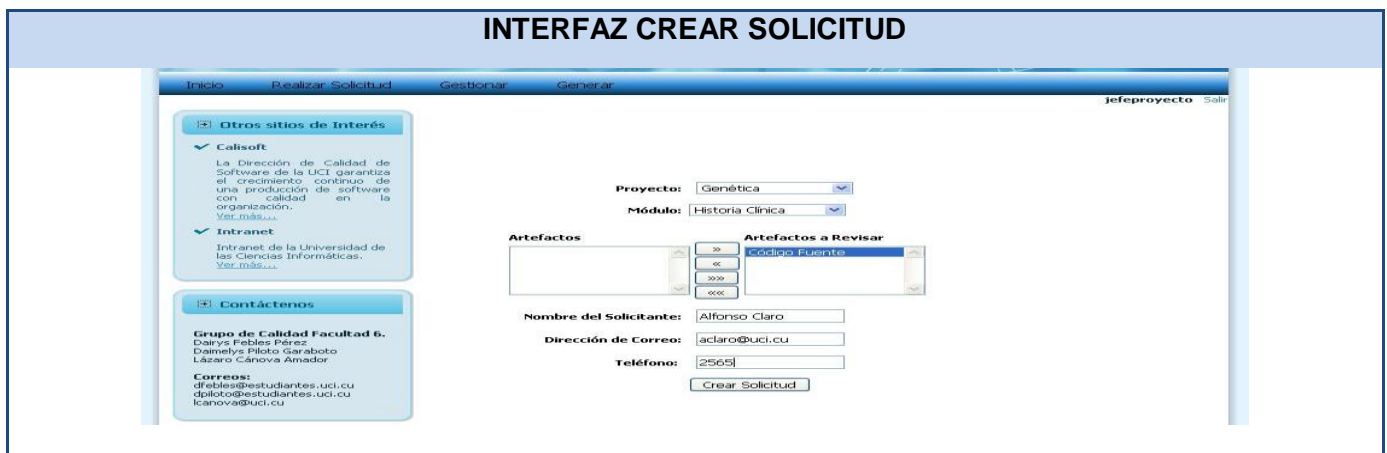 INTERFAZ CREAR SOLICITUD
Inicio Realizar Solicitud Gestionar Generar
jefeproyecto Salir
Otros sitios de Interés
Calisoft
La Dirección de Calidad de
Software de la UCI garantiza
el crecimiento continuo de
una producción de software
con calidad en la
organización.
Ver más...
Intranet
Intranet de la Universidad de
las Ciencias Informáticas.
Ver más...
Contáctenos
Grupo de Calidad Facultad 6.
Dairys Febles Pérez
Daimelys Piloto Garaboto
Lázaro Cánova Amador
Correos:
dfebles@estudiantes.uci.cu
dpiloto@estudiantes.uci.cu
lcanova@uci.cu
Proyecto: Genética
Módulo: Historia Clínica
Artefactos Artefactos a Revisar
>> Código Fuente
<<
>>>>
<<<<
Nombre del Solicitante: Alfonso Claro
Dirección de Correo: aclaro@uci.cu
Teléfono: 2565
Crear Solicitud